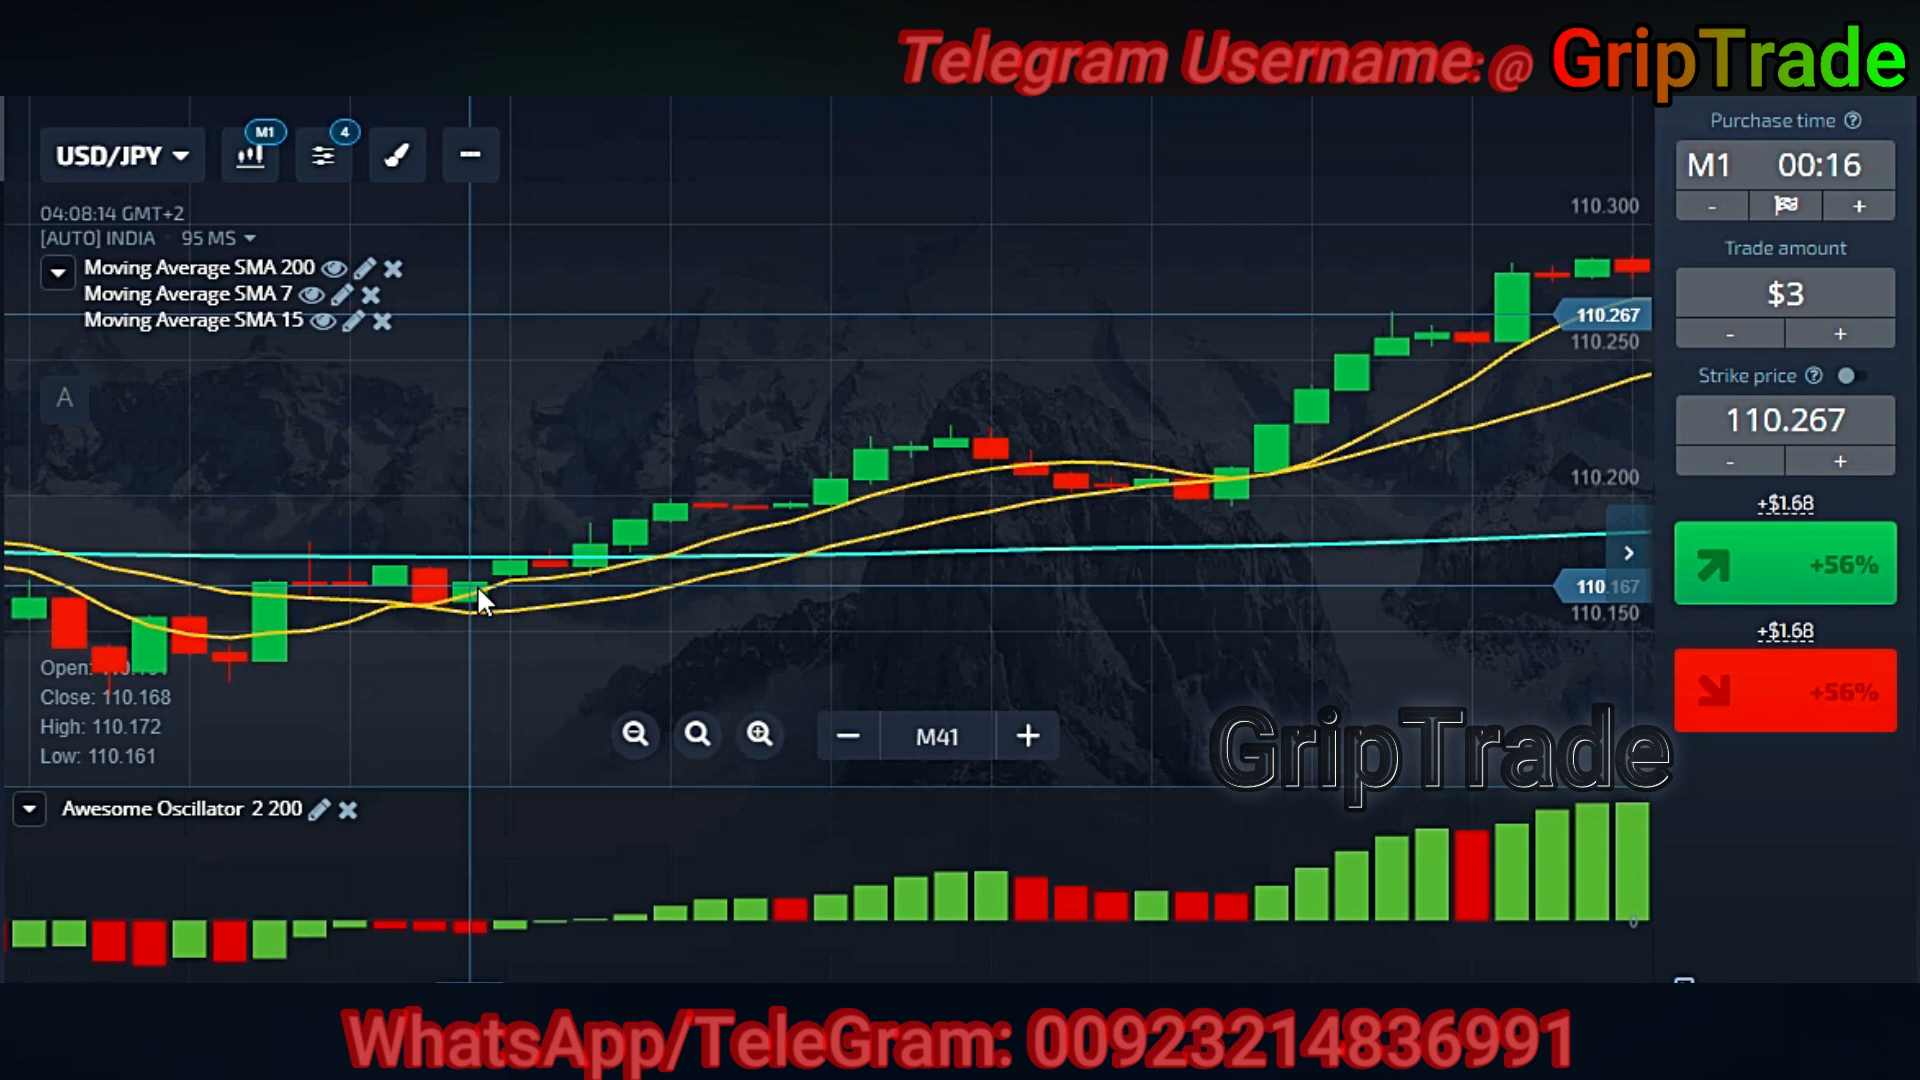 Telegram Username:@ GripTrade
USD/JPY
M1
4
04:08:14 GMT+2
[AUTO] INDIA 95 MS
Moving Average SMA 200
Moving Average SMA 7
Moving Average SMA 15
A
Open:
Close: 110.168
High: 110.172
Low: 110.161
M41
110.300
110.267
110.250
110.200
110.167
110.150
Purchase time
M1 00:16
- +
Trade amount
$3
- +
Strike price
110.267
- +
+$1.68
+56%
+$1.68
+56%
GripTrade
Awesome Oscillator 2 200
0
WhatsApp/TeleGram: 00923214836991